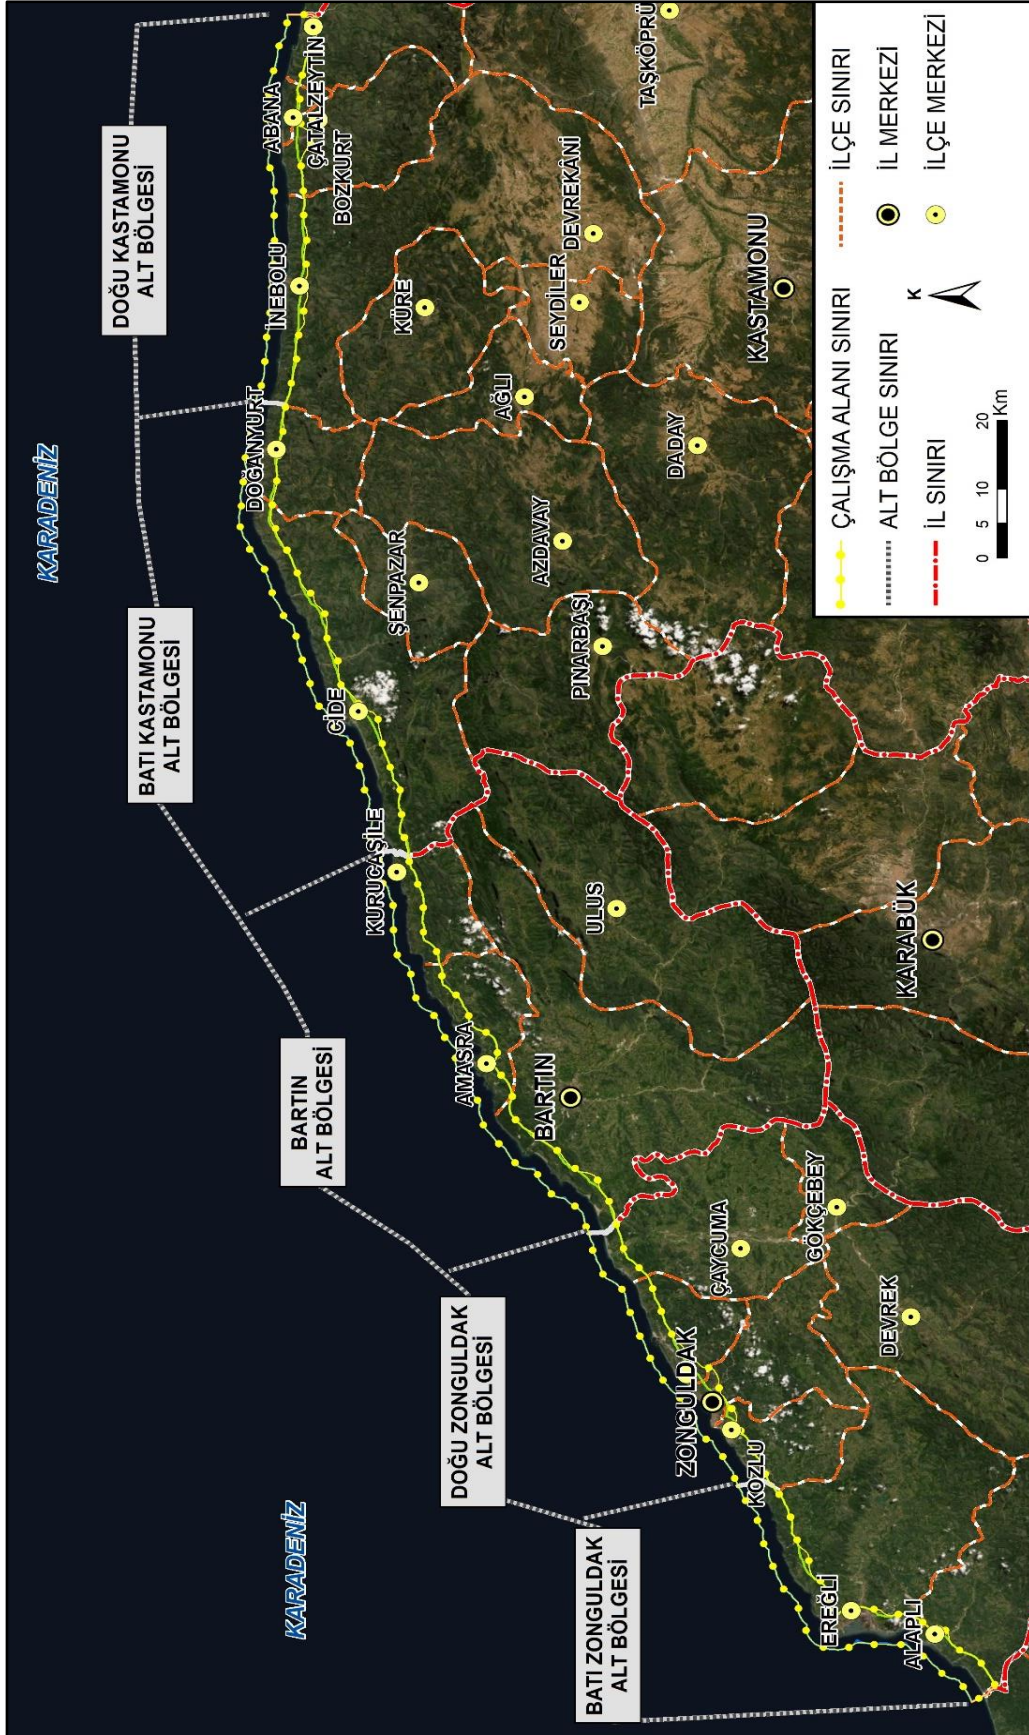 KARADENİZ
KARADENİZ
BATI ZONGULDAK
ALT BÖLGESİ
DOĞU ZONGULDAK
ALT BÖLGESİ
BARTIN
ALT BÖLGESİ
BATI KASTAMONU
ALT BÖLGESİ
DOĞU KASTAMONU
ALT BÖLGESİ
ALAPLI
EREĞLİ
KOZLU
ZONGULDAK
DEVREK
ÇAYCUMA
GÖKÇEBEY
BARTIN
AMASRA
ULUS
KARABÜK
KURUCAŞİLE
CİDE
PINARBAŞI
ŞENPAZAR
AZDAVAY
DOĞANYURT
DADAY
AĞLI
KÜRE
SEYDİLER
İNEBOLU
DEVREKÂNİ
KASTAMONU
ABANA
BOZKURT
ÇATALZEYTİN
TAŞKÖPRÜ
ÇALIŞMA ALANI SINIRI
ALT BÖLGE SINIRI
İL SINIRI
İLÇE SINIRI
İL MERKEZİ
İLÇE MERKEZİ
K
0 5 10 20
Km